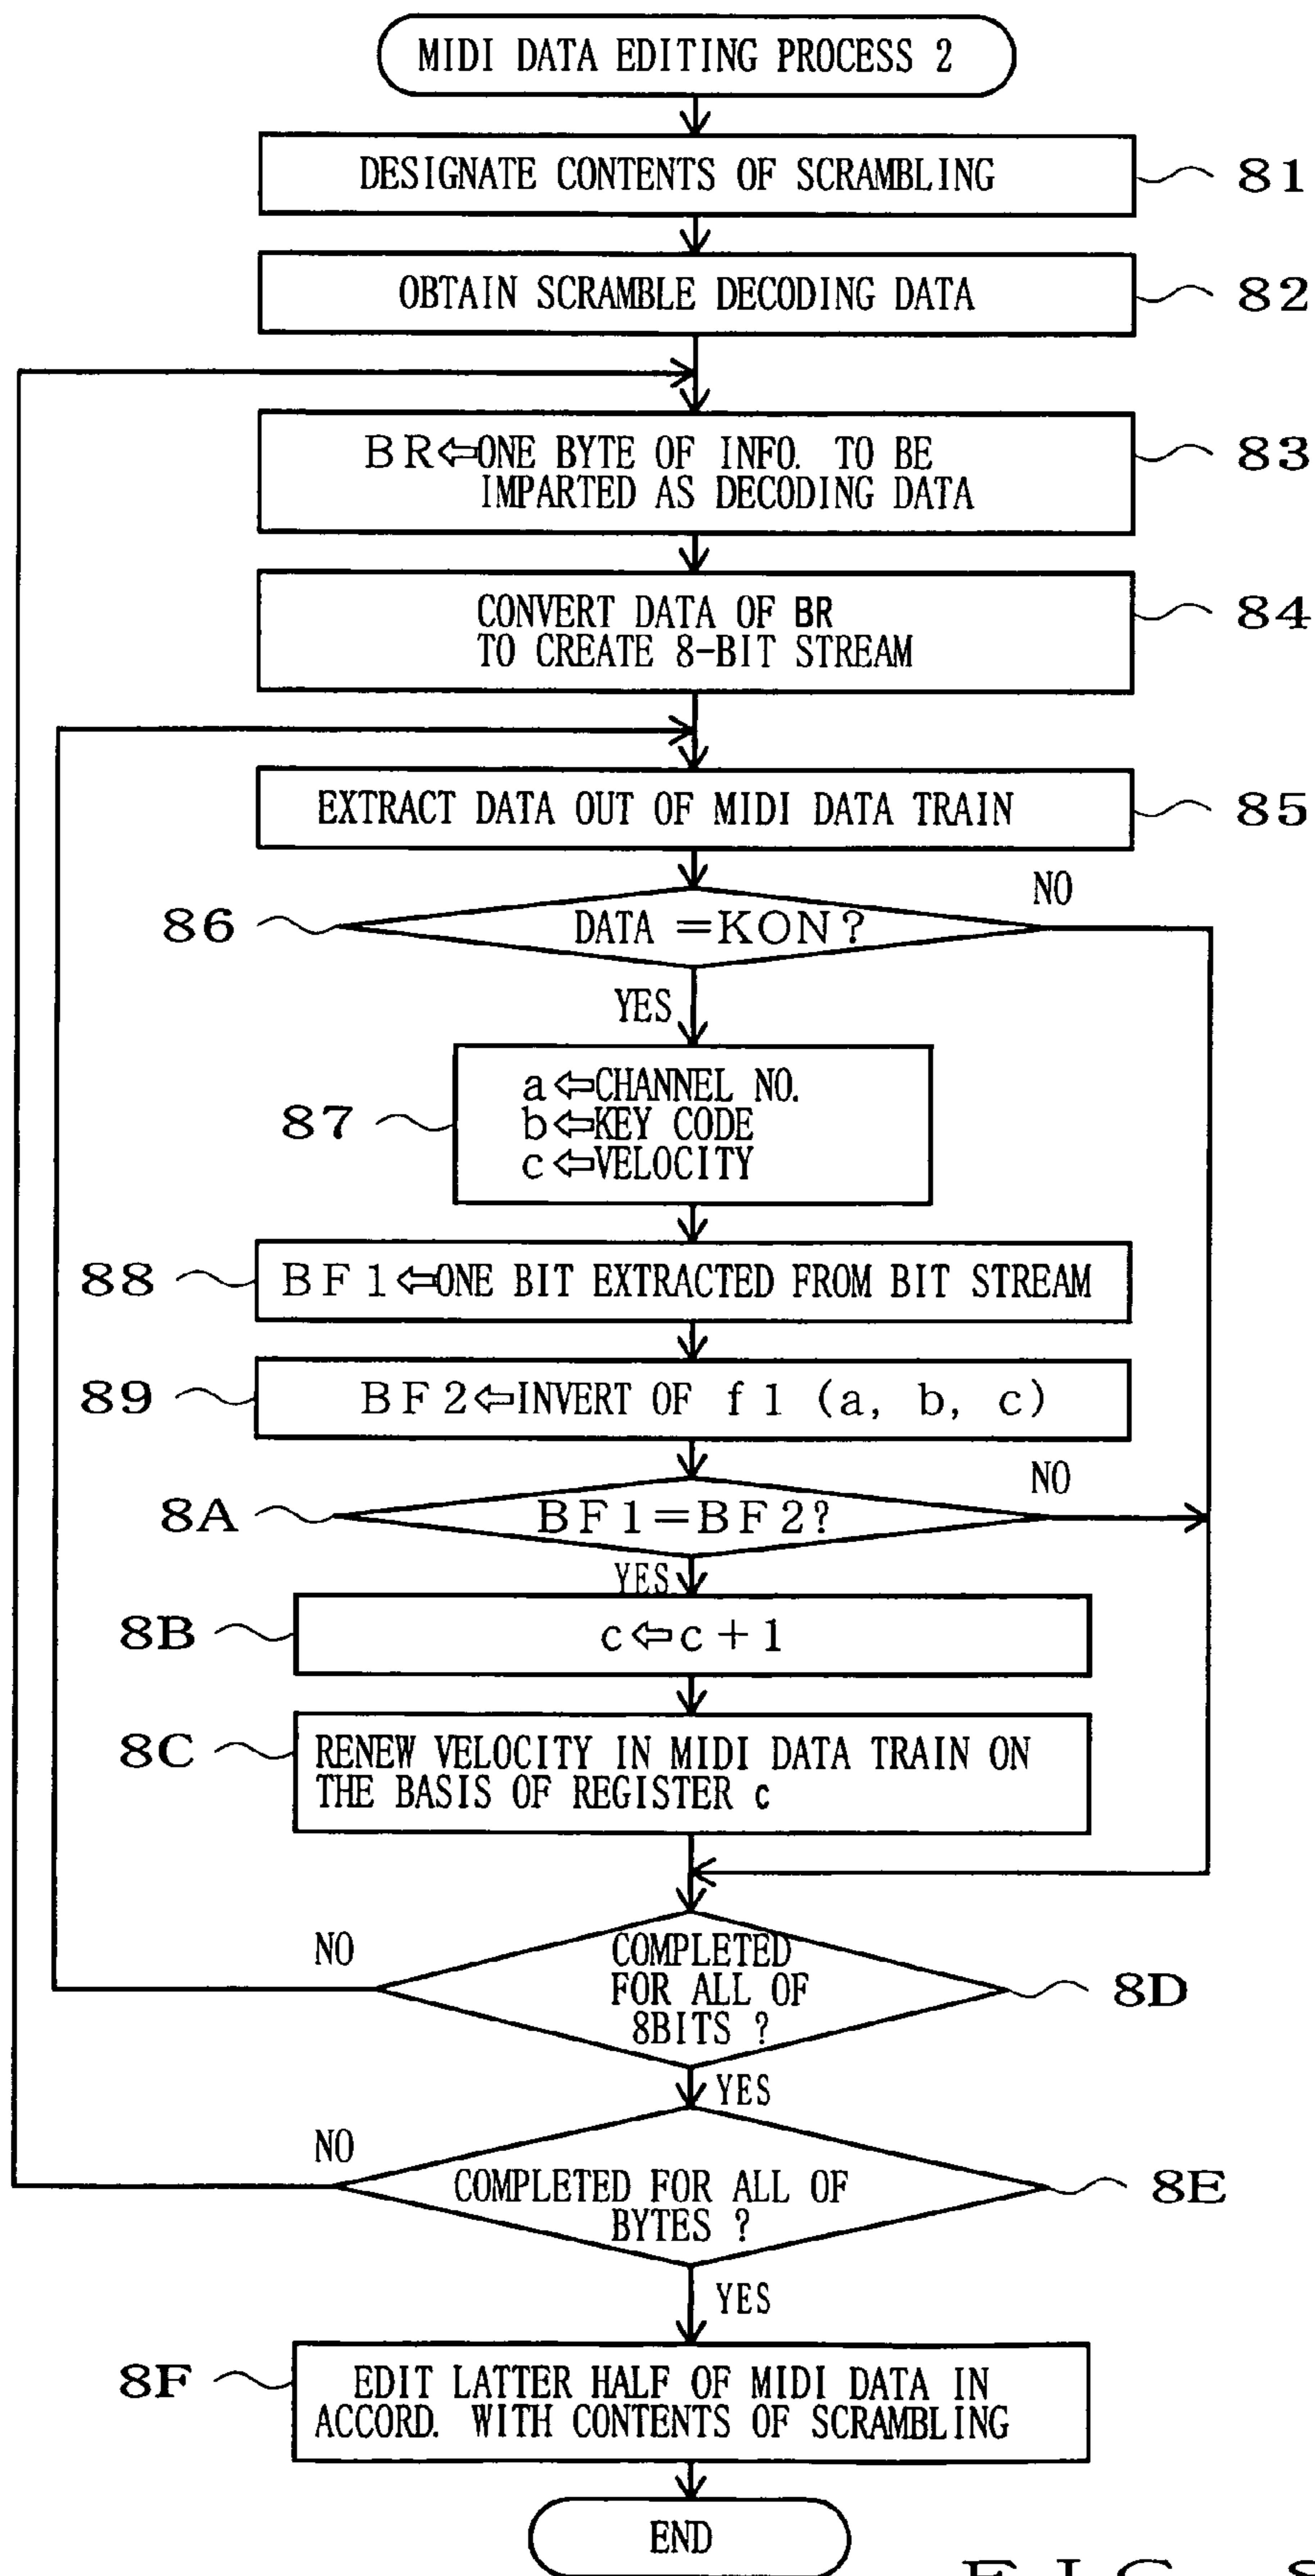 MIDI DATA EDITING PROCESS 2
DESIGNATE CONTENTS OF SCRAMBLING
81
OBTAIN SCRAMBLE DECODING DATA
82
BR⇦ONE BYTE OF INFO. TO BE
IMPARTED AS DECODING DATA
83
CONVERT DATA OF BR
TO CREATE 8-BIT STREAM
84
EXTRACT DATA OUT OF MIDI DATA TRAIN
85
NO
86
DATA =KON?
YES
87
a⇦CHANNEL NO.
b⇦KEY CODE
c⇦VELOCITY
88
BF1⇦ONE BIT EXTRACTED FROM BIT STREAM
89
BF2⇦INVERT OF f1 (a, b, c)
NO
8A
BF1=BF2?
YES
8B
c⇦c+1
8C
RENEW VELOCITY IN MIDI DATA TRAIN ON
THE BASIS OF REGISTER c
NO
COMPLETED
FOR ALL OF
8BITS ?
8D
YES
NO
COMPLETED FOR ALL OF
BYTES ?
8E
YES
8F
EDIT LATTER HALF OF MIDI DATA IN
ACCORD. WITH CONTENTS OF SCRAMBLING
END